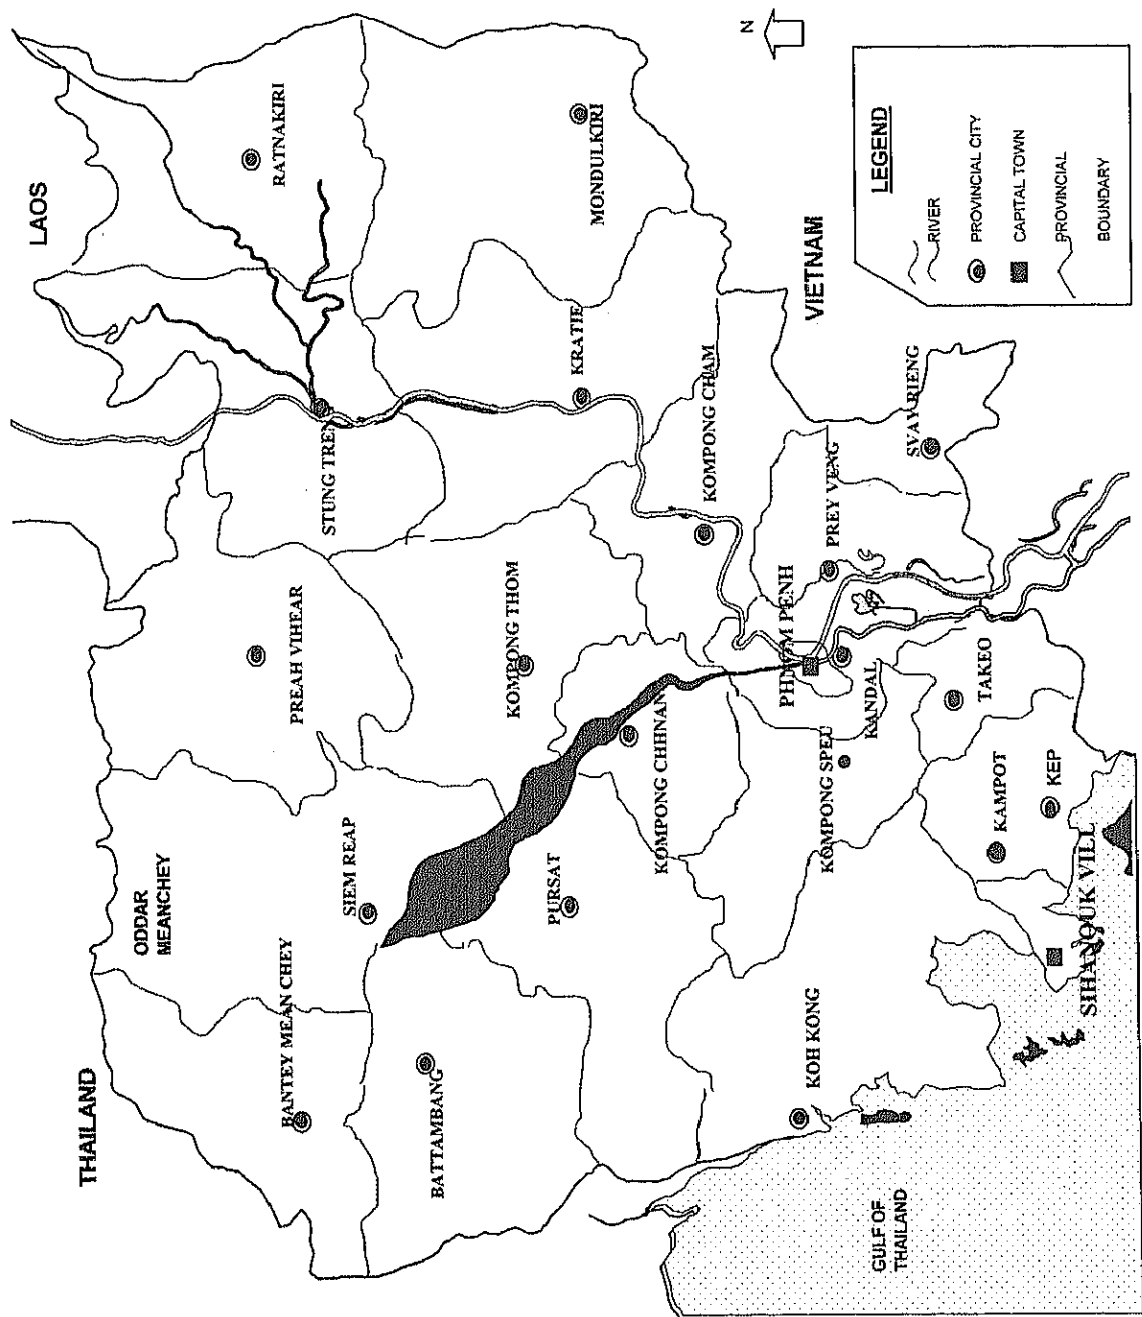 THAILAND
LAOS
N
ODDAR
MEANCHEY
BANTEY MEAN CHEY
SIEM REAP
PREAH VIHEAR
STUNG TREN
RATNAKIRI
BATTAMBANG
PURSAT
KOMPONG THOM
KRATIE
MONDULKIRI
KOMPONG CHHNAN
KOMPONG CHAM
VIETNAM
KOH KONG
KOMPONG SPEU
KANDAL
PHNOM PENH
PREY VENG
SVAY RIENG
TAKEO
KAMPOT
KEP
SIHANOUK VILL
GULF OF
THAILAND
LEGEND
RIVER
PROVINCIAL CITY
CAPITAL TOWN
PROVINCIAL
BOUNDARY